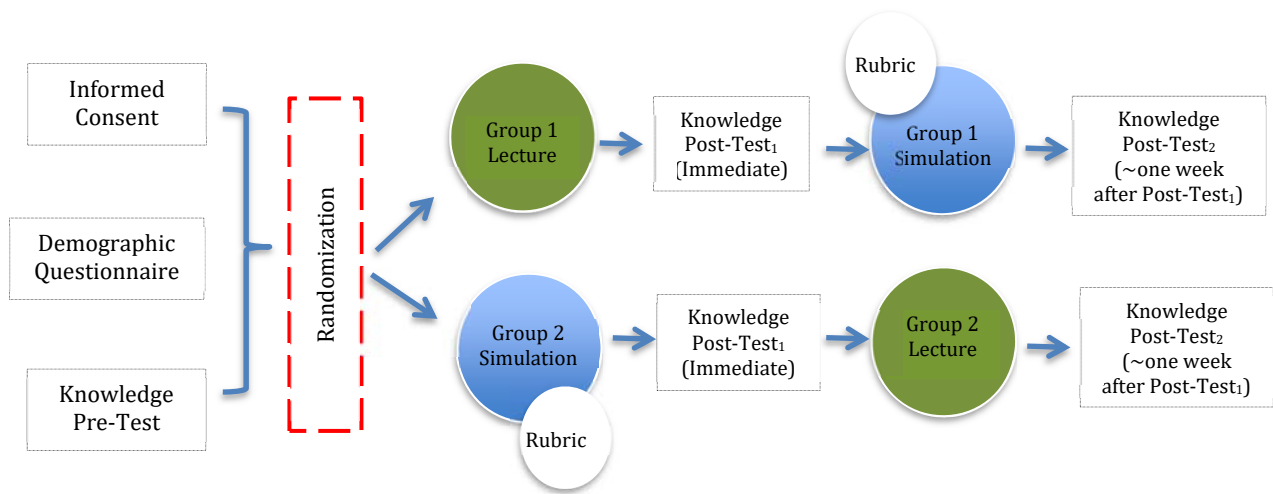 Informed
Consent
Demographic
Questionnaire
Knowledge
Pre-Test
Randomization
Group 1
Lecture
Knowledge
Post-Test₁
(Immediate)
Rubric
Group 1
Simulation
Knowledge
Post-Test₂
(~one week
after Post-Test₁)
Group 2
Simulation
Rubric
Knowledge
Post-Test₁
(Immediate)
Group 2
Lecture
Knowledge
Post-Test₂
(~one week
after Post-Test₁)